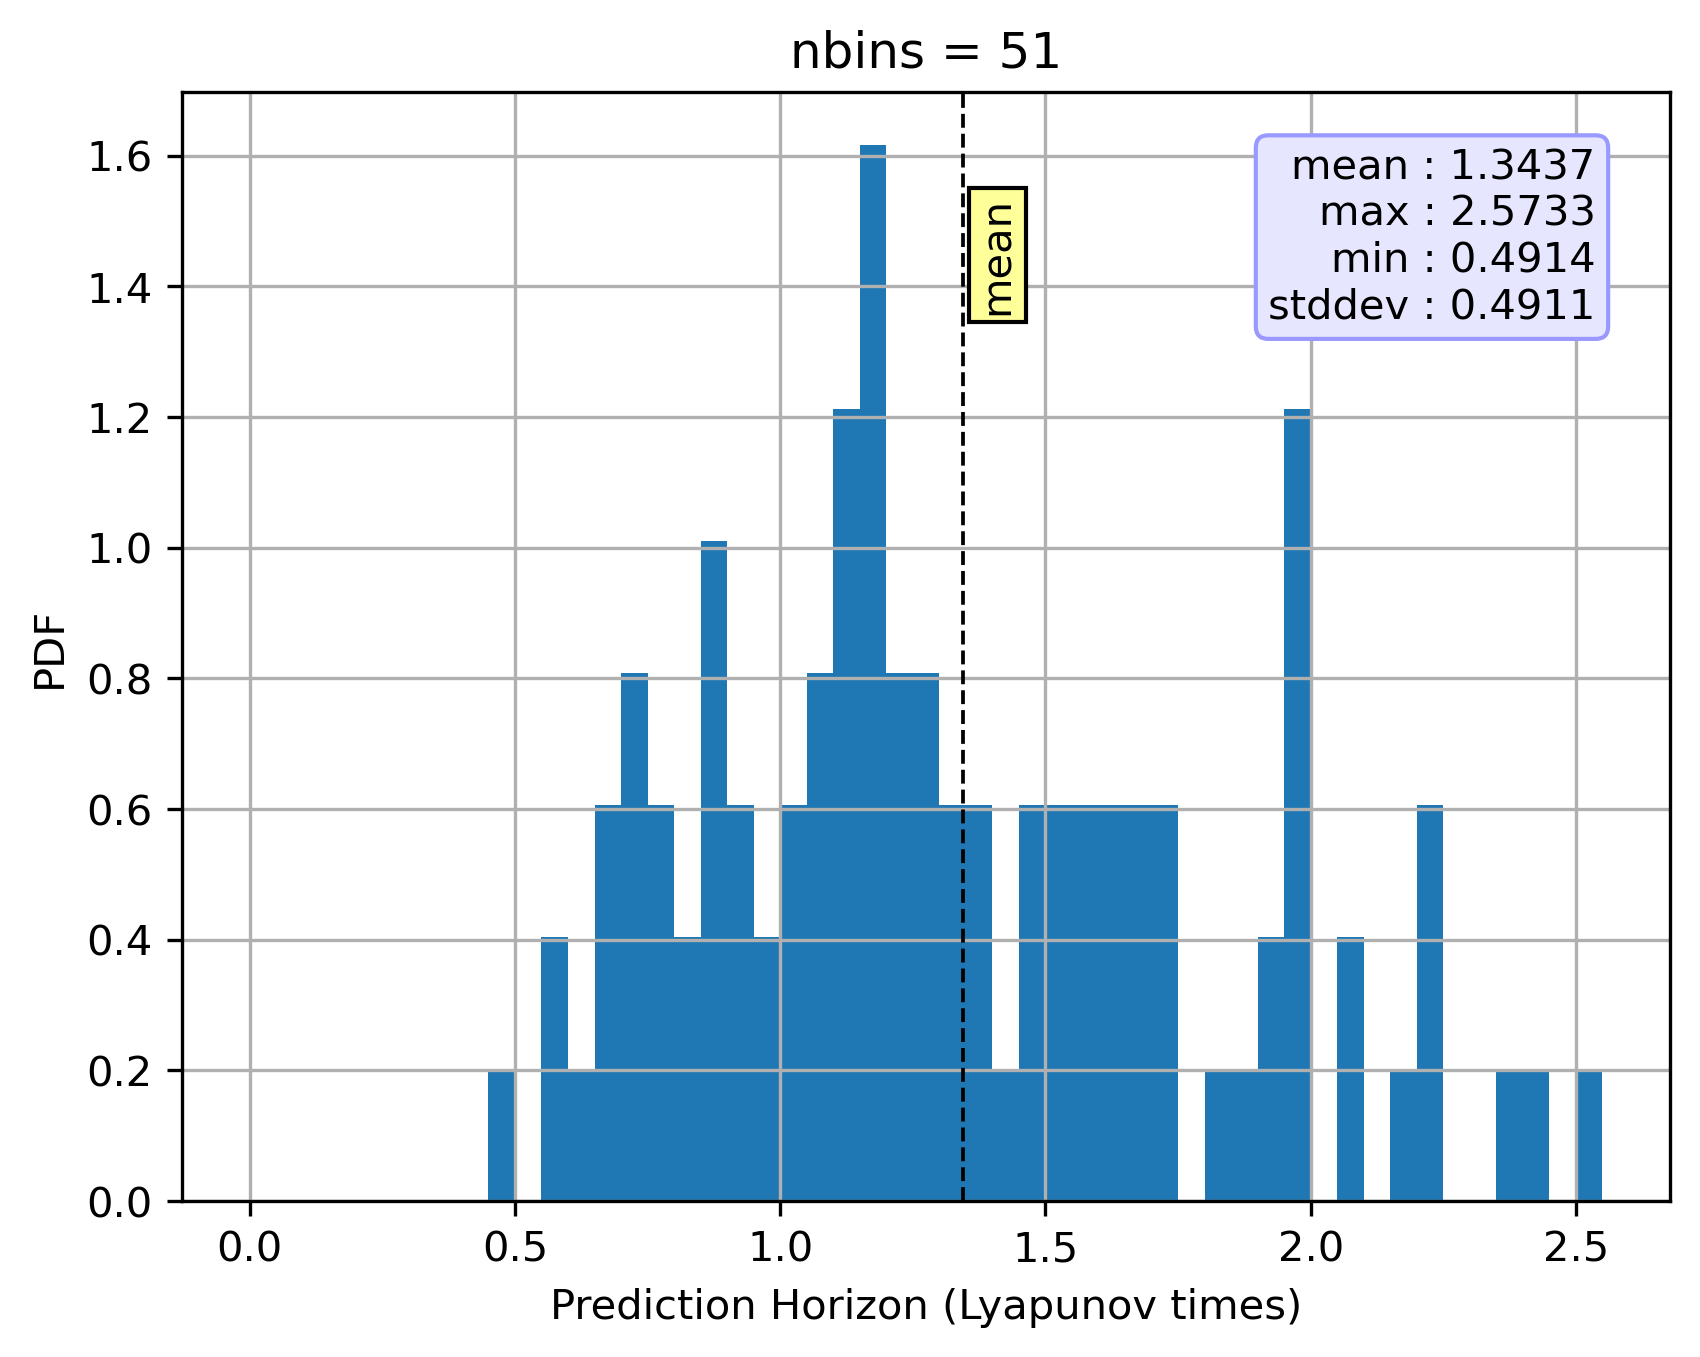 nbins = 51
1.6
1.4
1.2
1.0
0.8
0.6
0.4
0.2
0.0
PDF
mean
mean : 1.3437
max : 2.5733
min : 0.4914
stddev : 0.4911
0.0 0.5 1.0 1.5 2.0 2.5
Prediction Horizon (Lyapunov times)